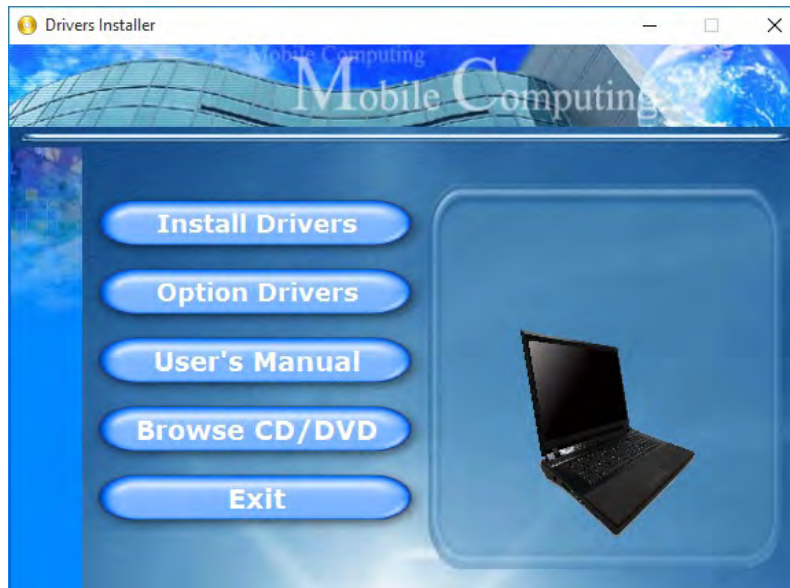 Drivers Installer
Mobile Computing
Mobile Computing
Install Drivers
Option Drivers
User's Manual
Browse CD/DVD
Exit